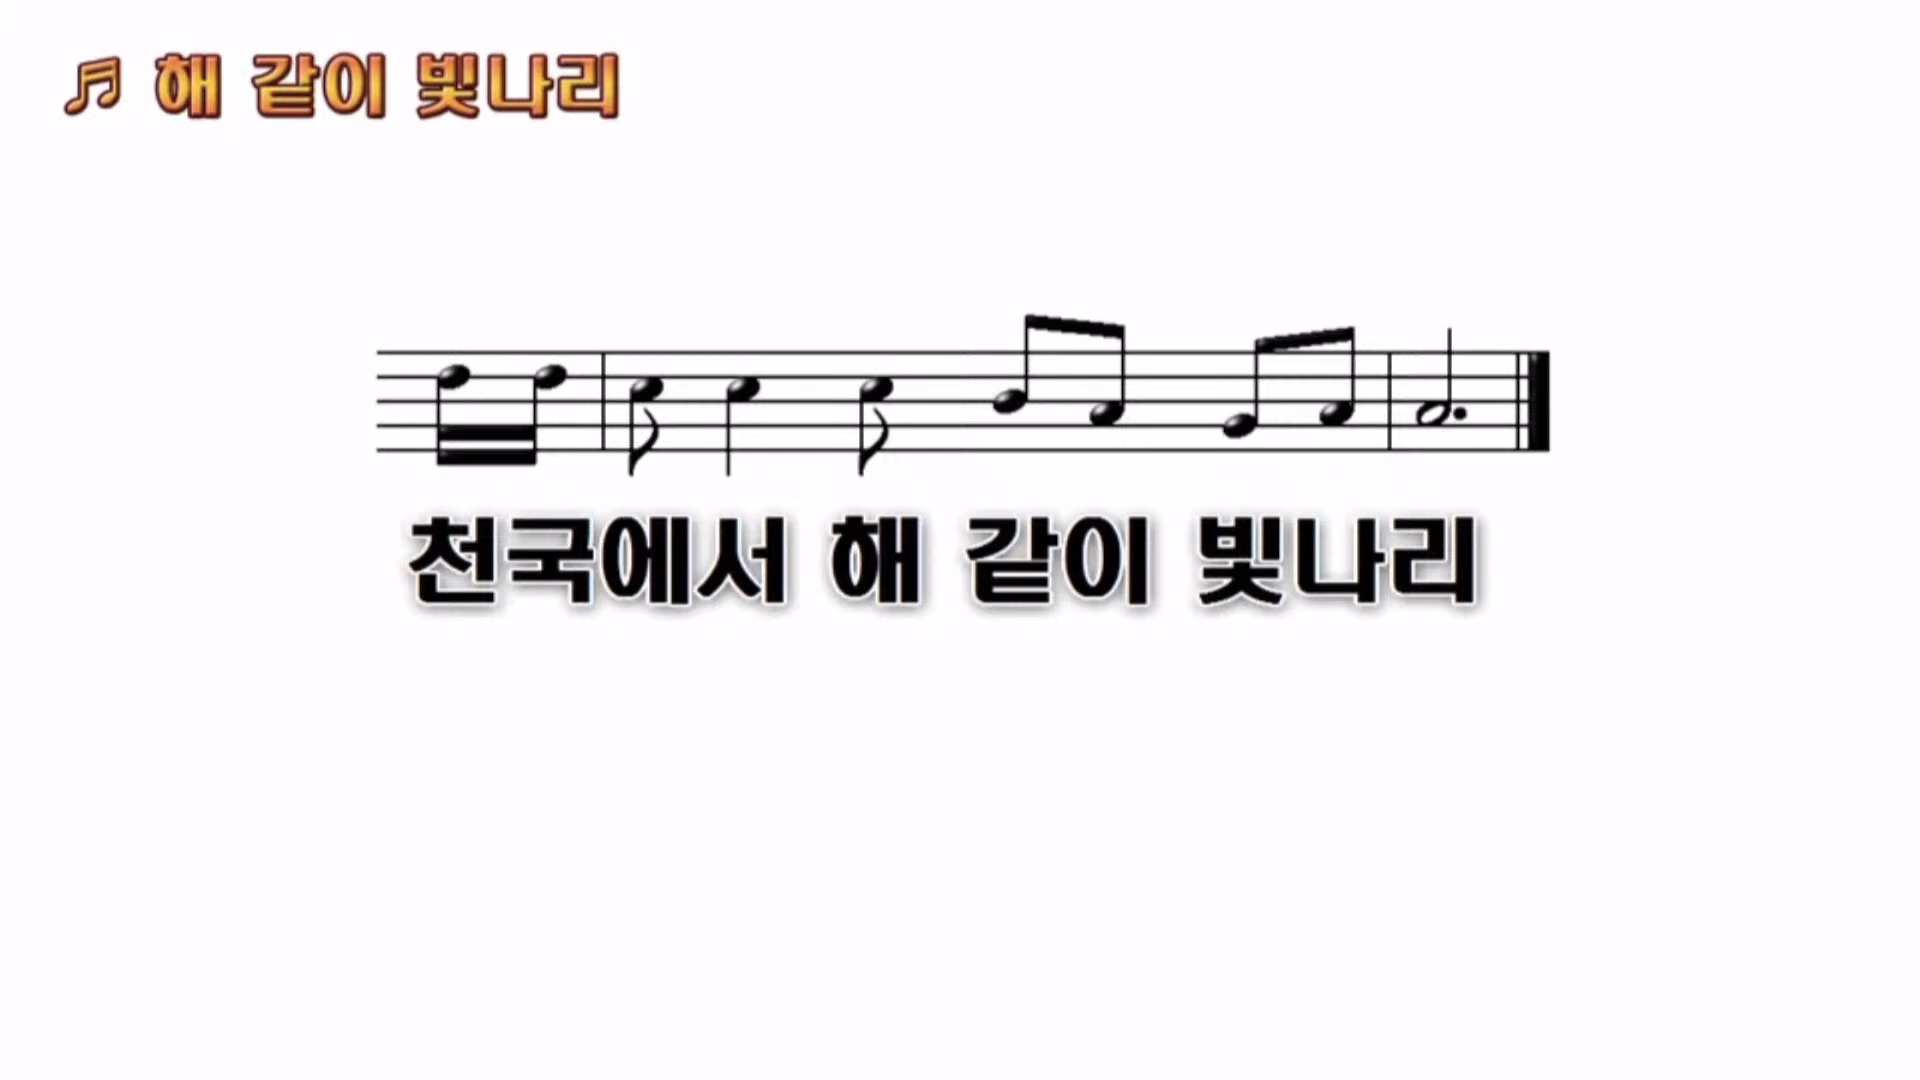 ♬ 해 같이 빛나리
천국에서 해 같이 빛나리